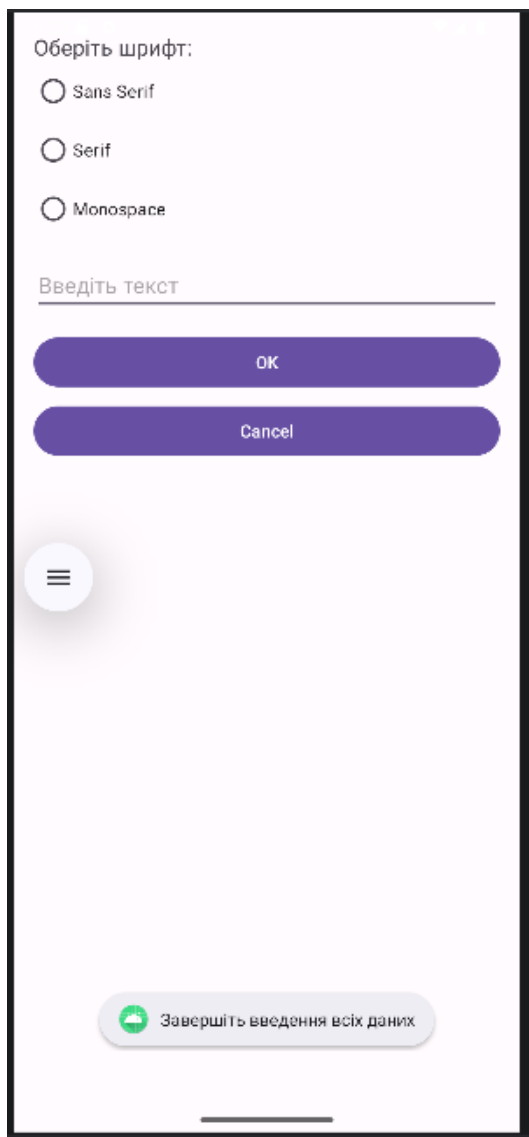 Оберіть шрифт:
Sans Serif
Serif
Monospace
Введіть текст
OK
Cancel
Завершіть введення всіх даних